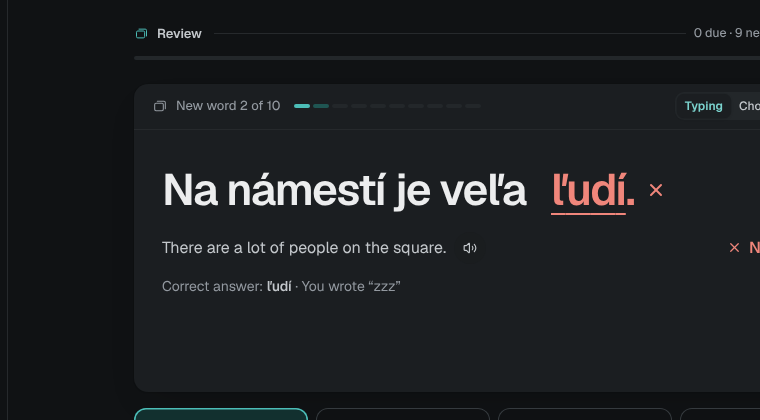 Review
0 due · 9 ne
New word 2 of 10
Typing
Cho
Na námestí je veľa ľudí.
There are a lot of people on the square.
N
Correct answer: ľudí · You wrote “zzz”